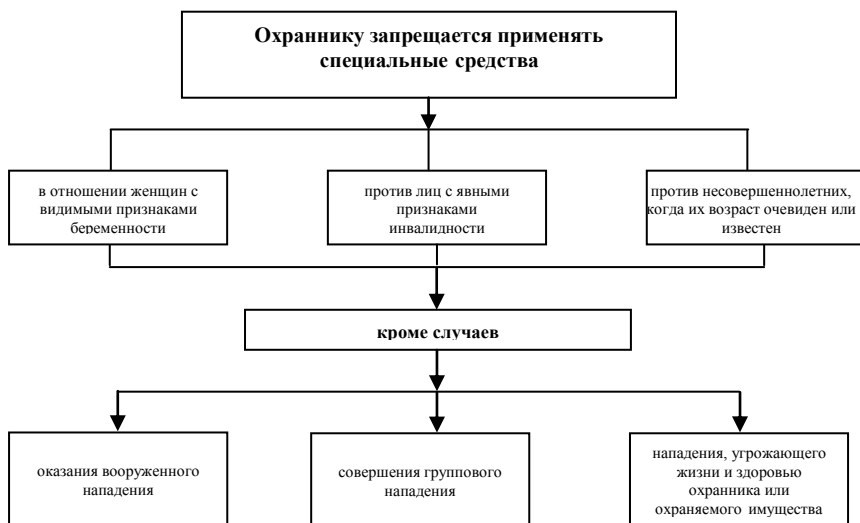 Охраннику запрещается применять
специальные средства
в отношении женщин с
видимыми признаками
беременности
против лиц с явными
признаками
инвалидности
против несовершеннолетних,
когда их возраст очевиден или
известен
кроме случаев
оказания вооруженного
нападения
совершения группового
нападения
нападения, угрожающего
жизни и здоровью
охранника или
охраняемого имущества